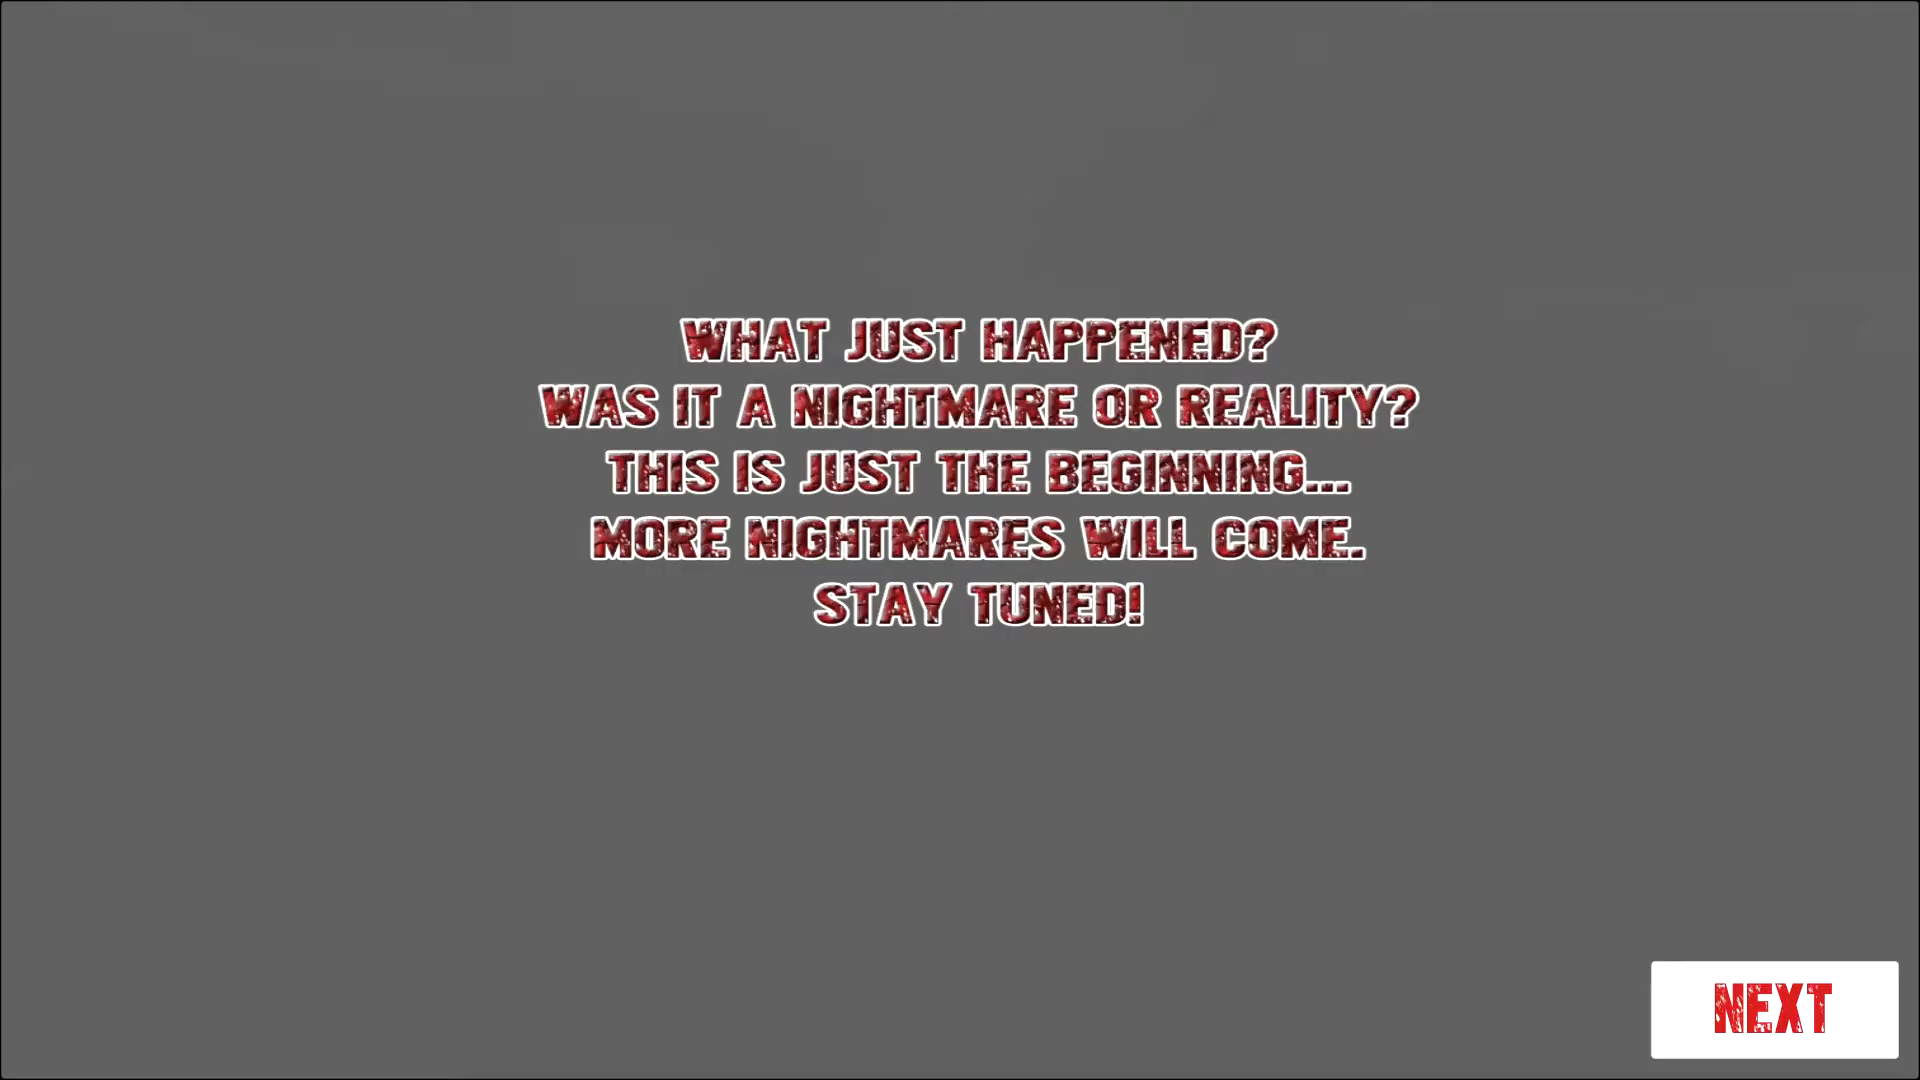 WHAT JUST HAPPENED?
WAS IT A NIGHTMARE OR REALITY?
THIS IS JUST THE BEGINNING...
MORE NIGHTMARES WILL COME.
STAY TUNED!
NEXT